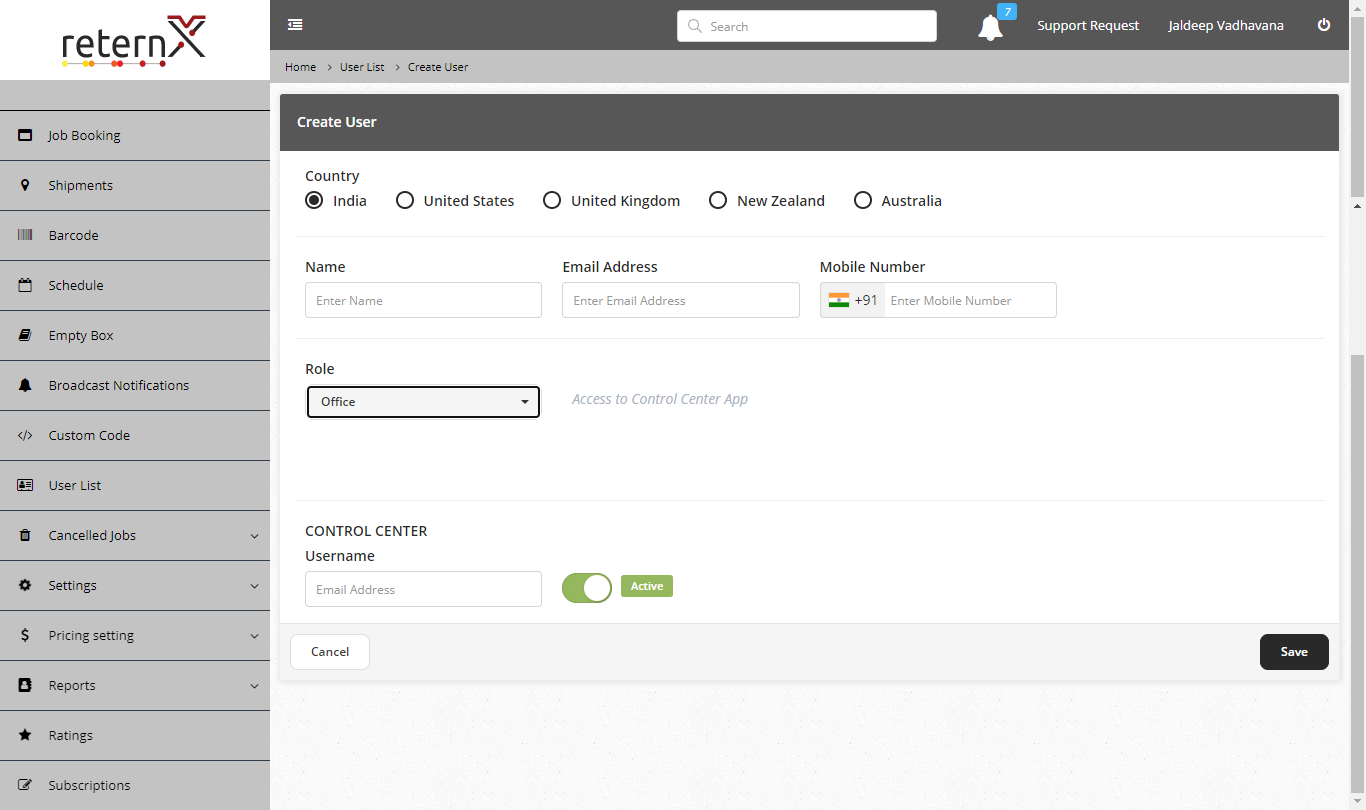 reternX
Search
7
Support Request
Jaldeep Vadhavana
Home > User List > Create User
Job Booking
Shipments
Barcode
Schedule
Empty Box
Broadcast Notifications
</> Custom Code
User List
Cancelled Jobs
Settings
$ Pricing setting
Reports
Ratings
Subscriptions
Create User
Country
India United States United Kingdom New Zealand Australia
Name Email Address Mobile Number
Enter Name Enter Email Address +91 Enter Mobile Number
Role
Office Access to Control Center App
CONTROL CENTER
Username
Email Address Active
Cancel Save